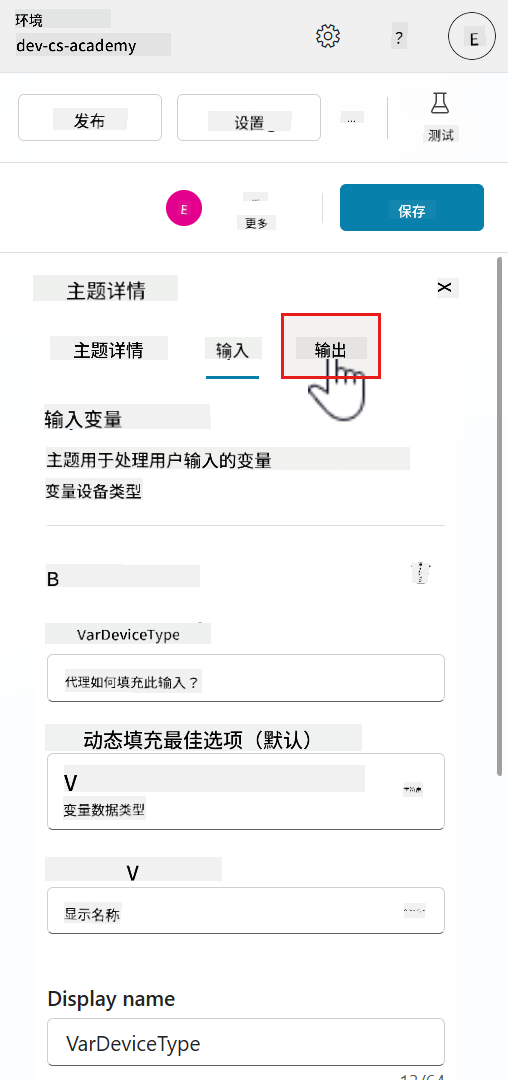 环境
dev-cs-academy
?
E
发布
设置
...
测试
E
更多
保存
主题详情
主题详情
输入
输出
输入变量
主题用于处理用户输入的变量
变量设备类型
B
VarDeviceType
代理如何填充此输入？
动态填充最佳选项（默认）
V
变量数据类型
V
显示名称
Display name
VarDeviceType